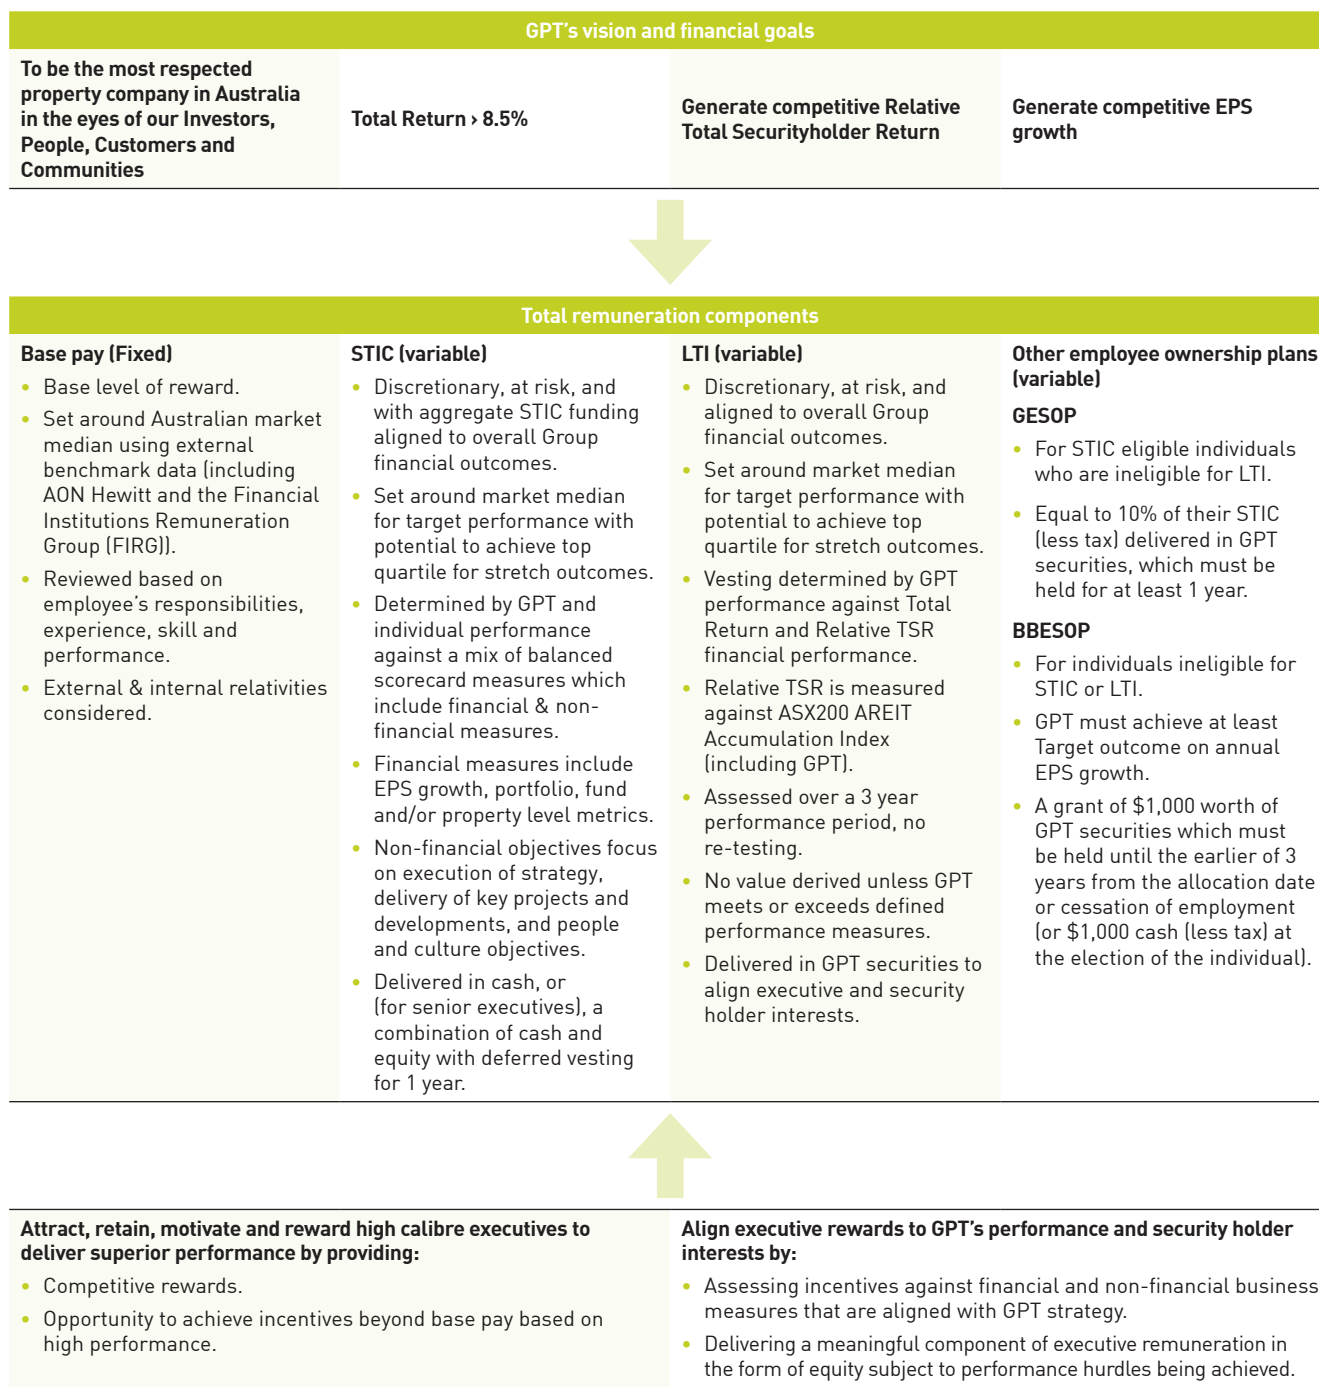 GPT's vision and financial goals
To be the most respected
property company in Australia
in the eyes of our Investors,
People, Customers and
Communities
Total Return › 8.5%
Generate competitive Relative
Total Securityholder Return
Generate competitive EPS
growth
Total remuneration components
Base pay (Fixed)
• Base level of reward.
• Set around Australian market
median using external
benchmark data (including
AON Hewitt and the Financial
Institutions Remuneration
Group (FIRG)).
• Reviewed based on
employee's responsibilities,
experience, skill and
performance.
• External & internal relativities
considered.
STIC (variable)
• Discretionary, at risk, and
with aggregate STIC funding
aligned to overall Group
financial outcomes.
• Set around market median
for target performance with
potential to achieve top
quartile for stretch outcomes.
• Determined by GPT and
individual performance
against a mix of balanced
scorecard measures which
include financial & non-
financial measures.
• Financial measures include
EPS growth, portfolio, fund
and/or property level metrics.
• Non-financial objectives focus
on execution of strategy,
delivery of key projects and
developments, and people
and culture objectives.
• Delivered in cash, or
(for senior executives), a
combination of cash and
equity with deferred vesting
for 1 year.
LTI (variable)
• Discretionary, at risk, and
aligned to overall Group
financial outcomes.
• Set around market median
for target performance with
potential to achieve top
quartile for stretch outcomes.
• Vesting determined by GPT
performance against Total
Return and Relative TSR
financial performance.
• Relative TSR is measured
against ASX200 AREIT
Accumulation Index
(including GPT).
• Assessed over a 3 year
performance period, no
re-testing.
• No value derived unless GPT
meets or exceeds defined
performance measures.
• Delivered in GPT securities to
align executive and security
holder interests.
Other employee ownership plans
(variable)
GESOP
• For STIC eligible individuals
who are ineligible for LTI.
• Equal to 10% of their STIC
(less tax) delivered in GPT
securities, which must be
held for at least 1 year.
BBESOP
• For individuals ineligible for
STIC or LTI.
• GPT must achieve at least
Target outcome on annual
EPS growth.
• A grant of $1,000 worth of
GPT securities which must
be held until the earlier of 3
years from the allocation date
or cessation of employment
(or $1,000 cash (less tax) at
the election of the individual).
Attract, retain, motivate and reward high calibre executives to
deliver superior performance by providing:
• Competitive rewards.
• Opportunity to achieve incentives beyond base pay based on
high performance.
Align executive rewards to GPT's performance and security holder
interests by:
• Assessing incentives against financial and non-financial business
measures that are aligned with GPT strategy.
• Delivering a meaningful component of executive remuneration in
the form of equity subject to performance hurdles being achieved.